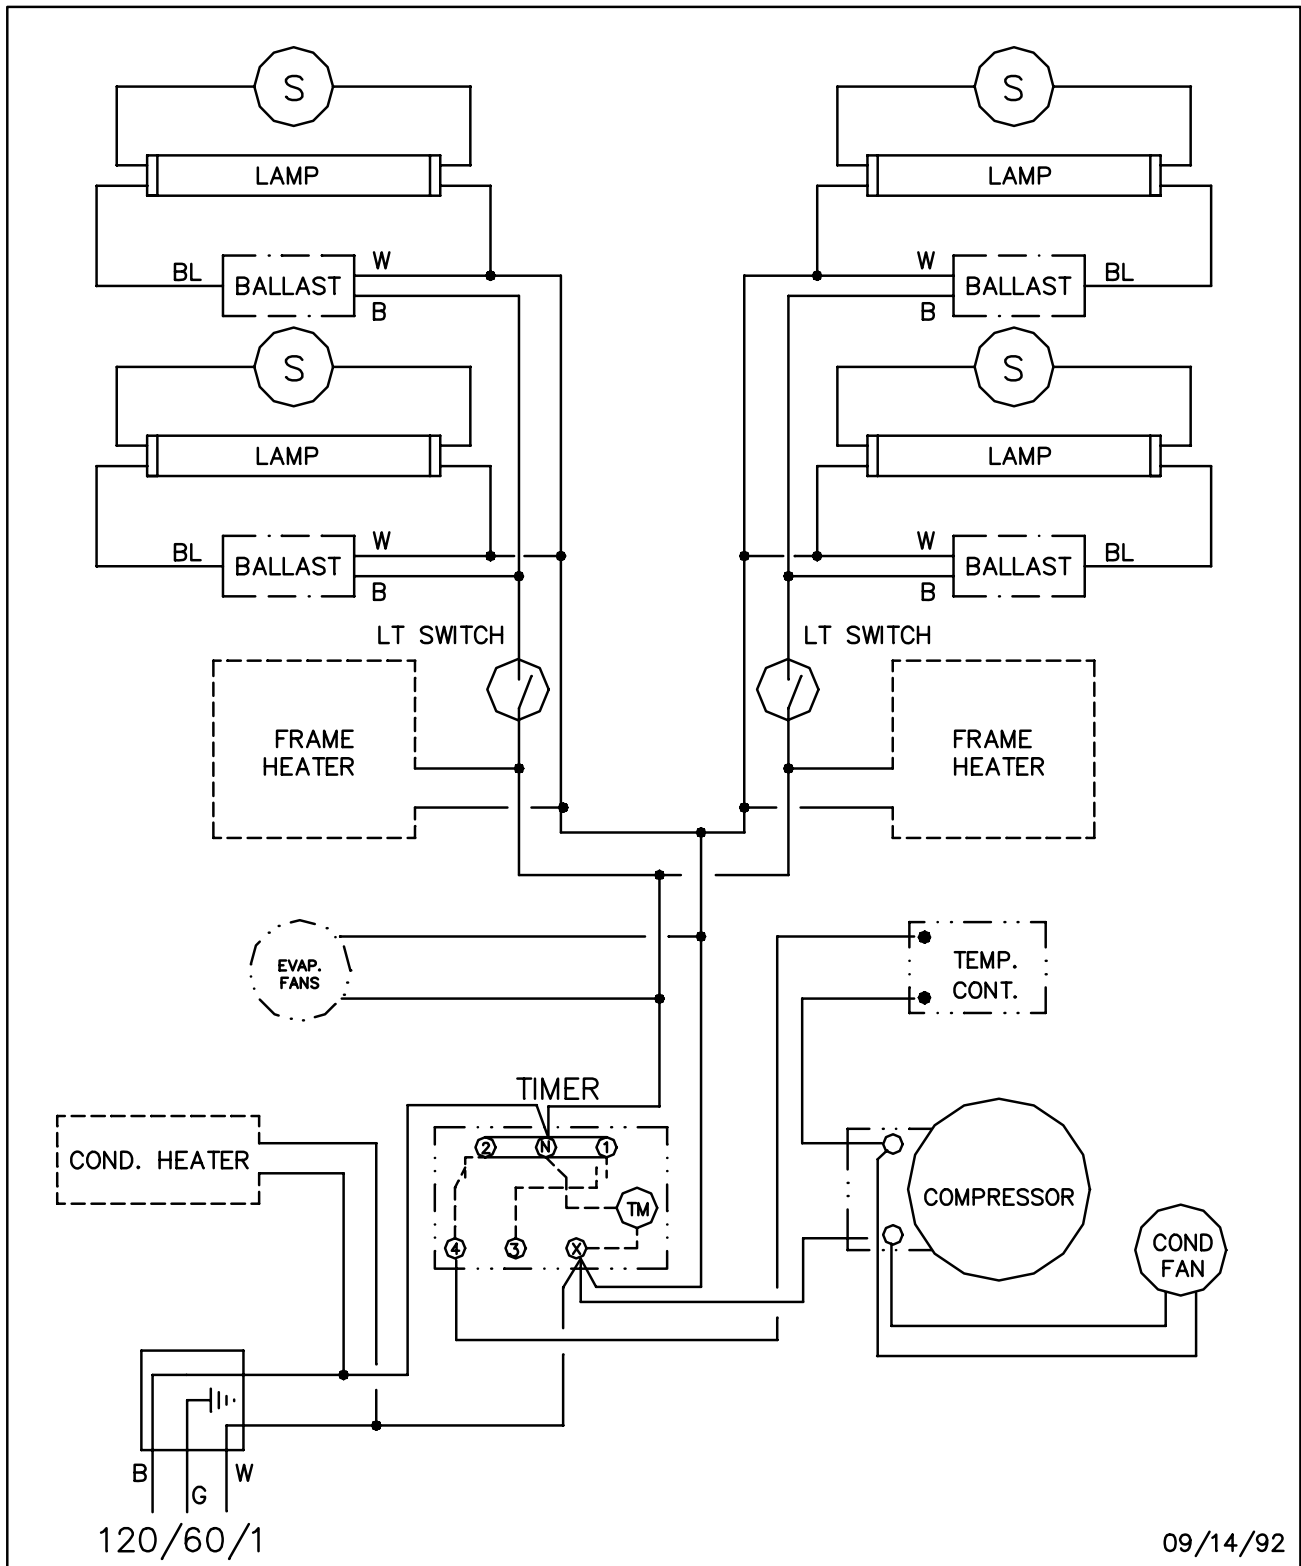 S
S
LAMP
LAMP
W
W
BL
BALLAST
BALLAST
BL
B
B
S
S
LAMP
LAMP
W
W
BL
BALLAST
BALLAST
BL
B
B
LT SWITCH
LT SWITCH
FRAME
HEATER
FRAME
HEATER
EVAP.
FANS
TEMP.
CONT.
TIMER
2
N
1
COND. HEATER
TM
COMPRESSOR
4
3
X
COND
FAN
B
W
G
120/60/1
09/14/92